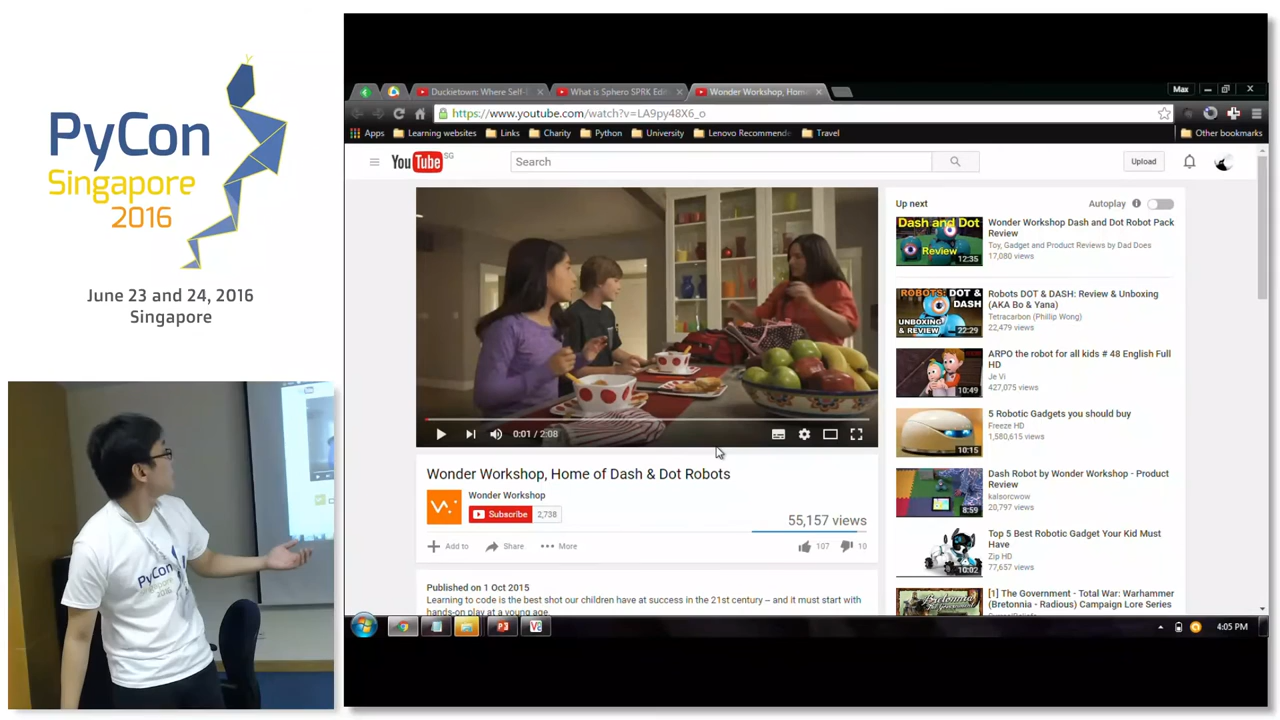 PyCon
Singapore
2016
June 23 and 24, 2016
Singapore
PyCon
Duckietown: Where Self-
What is Sphero SPRK Edit
Wonder Workshop, Home
Max
https://www.youtube.com/watch?v=LA9py48X6_o
Apps
Learning websites
Links
Charity
Python
University
Lenovo Recommende
Travel
Other bookmarks
YouTube SG
Search
Upload
0:01 / 2:08
Wonder Workshop, Home of Dash & Dot Robots
Wonder Workshop
Subscribe
2,738
55,157 views
Add to
Share
More
107
10
Published on 1 Oct 2015
Learning to code is the best shot our children have at success in the 21st century – and it must start with
hands-on play at a young age.
Up next
Autoplay
Dash and Dot
Review
12:35
Wonder Workshop Dash and Dot Robot Pack
Review
Toy, Gadget and Product Reviews by Dad Does
17,080 views
ROBOTS: DOT &
DASH
UNBOXING
& REVIEW
22:29
Robots DOT & DASH: Review & Unboxing
(AKA Bo & Yana)
Tetracarbon (Phillip Wong)
22,479 views
10:49
ARPO the robot for all kids # 48 English Full
HD
Je Vi
427,075 views
10:15
5 Robotic Gadgets you should buy
Freeze HD
1,580,615 views
8:59
Dash Robot by Wonder Workshop - Product
Review
kalsorcwow
20,797 views
10:02
Top 5 Best Robotic Gadget Your Kid Must
Have
Zip HD
77,657 views
[1] The Government - Total War: Warhammer
(Bretonnia - Radious) Campaign Lore Series
4:05 PM